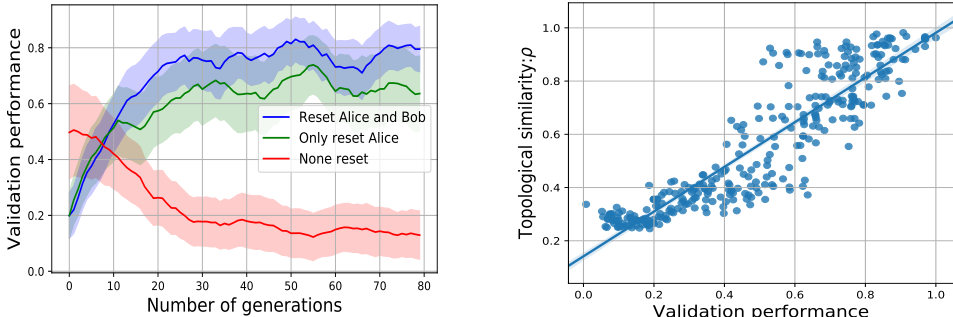 Validation performance
0.8
0.6
0.4
0.2
0.0
Reset Alice and Bob
Only reset Alice
None reset
0 10 20 30 40 50 60 70 80
Number of generations
Topological similarity:ρ
1.0
0.8
0.6
0.4
0.2
0.0 0.2 0.4 0.6 0.8 1.0
Validation performance